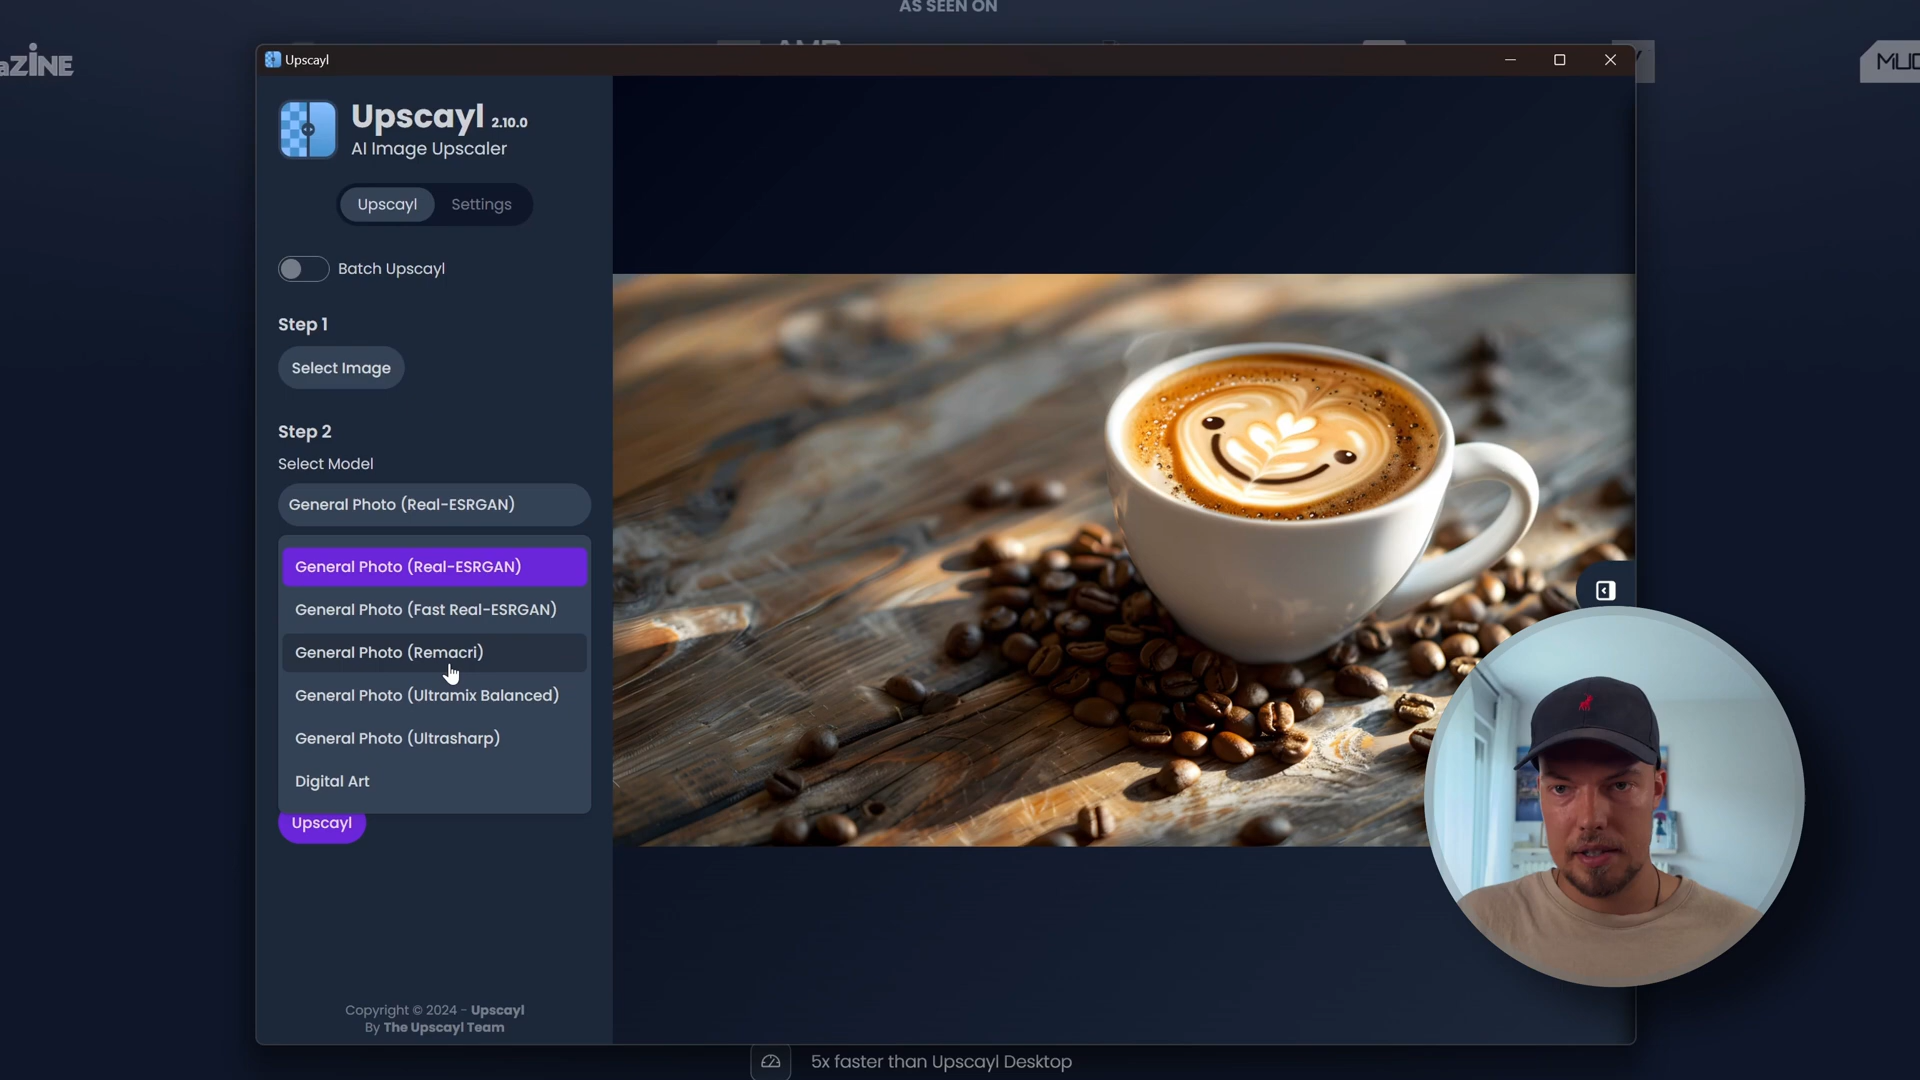 AS SEEN ON
aZINE
Upscayl
Upscayl 2.10.0
AI Image Upscaler
Upscayl Settings
Batch Upscayl
Step 1
Select Image
Step 2
Select Model
General Photo (Real-ESRGAN)
General Photo (Real-ESRGAN)
General Photo (Fast Real-ESRGAN)
General Photo (Remacri)
General Photo (Ultramix Balanced)
General Photo (Ultrasharp)
Digital Art
Upscayl
Copyright © 2024 - Upscayl
By The Upscayl Team
5x faster than Upscayl Desktop